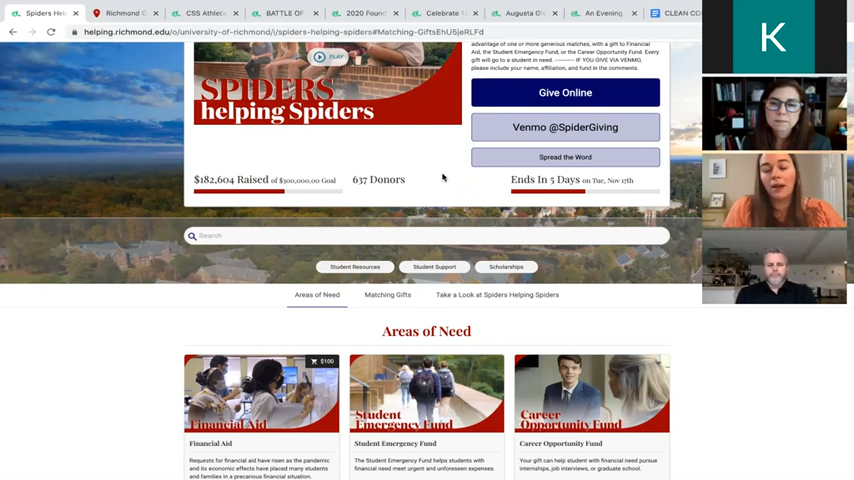 Spiders Hel
Richmond G
CSS Athleti
BATTLE OF
2020 Found
Celebrate
Augusta Gi
An Evening
CLEAN CO
helping.richmond.edu/o/university-of-richmond/i/spiders-helping-spiders#Matching-GiftsEhU5jeRLFd
K
PLAY
SPIDERS
helping Spiders
advantage of one or more generous matches, with a gift to Financial
Aid, the Student Emergency Fund, or the Career Opportunity Fund. Every
gift will go to a student in need. ——— IF YOU GIVE VIA VENMO,
please include your name, affiliation, and fund in the comments.
Give Online
Venmo @SpiderGiving
Spread the Word
$182,604 Raised of $100,000.00 Goal
637 Donors
Ends In 5 Days on Tue, Nov 17th
Search
Student Resources
Student Support
Scholarships
Areas of Need
Matching Gifts
Take a Look at Spiders Helping Spiders
Areas of Need
$100
Financial Aid
Financial Aid
Requests for financial aid have risen as the pandemic
and its economic effects have placed many students
and families in a precarious financial situation.
Student
Emergency Fund
Student Emergency Fund
The Student Emergency Fund helps students with
financial need meet urgent and unforeseen expenses.
Career
Opportunity Fund
Career Opportunity Fund
Your gift can help student with financial need pursue
internships, job interviews, or graduate school.